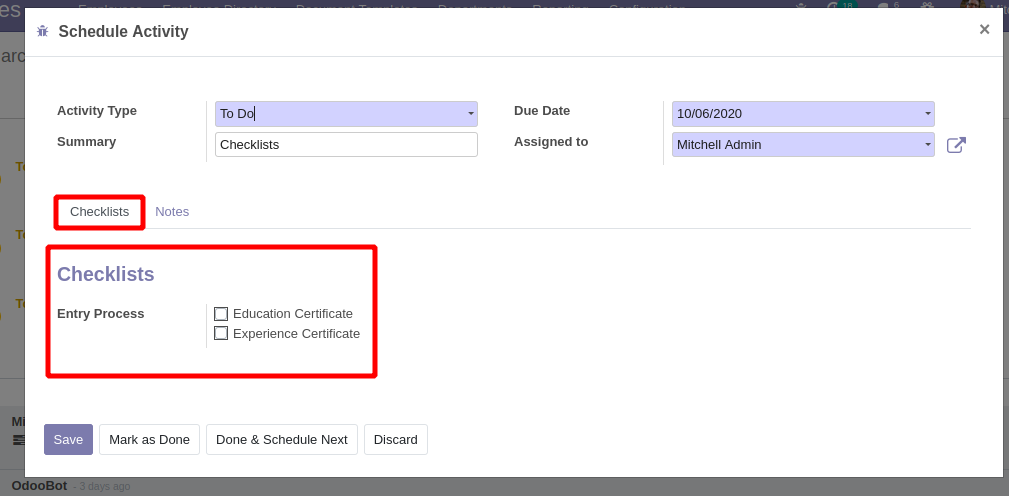 Schedule Activity ×
Activity Type To Do Due Date 10/06/2020
Summary Checklists Assigned to Mitchell Admin
Checklists Notes
Checklists
Entry Process Education Certificate
Experience Certificate
Save Mark as Done Done & Schedule Next Discard
OdooBot - 3 days ago